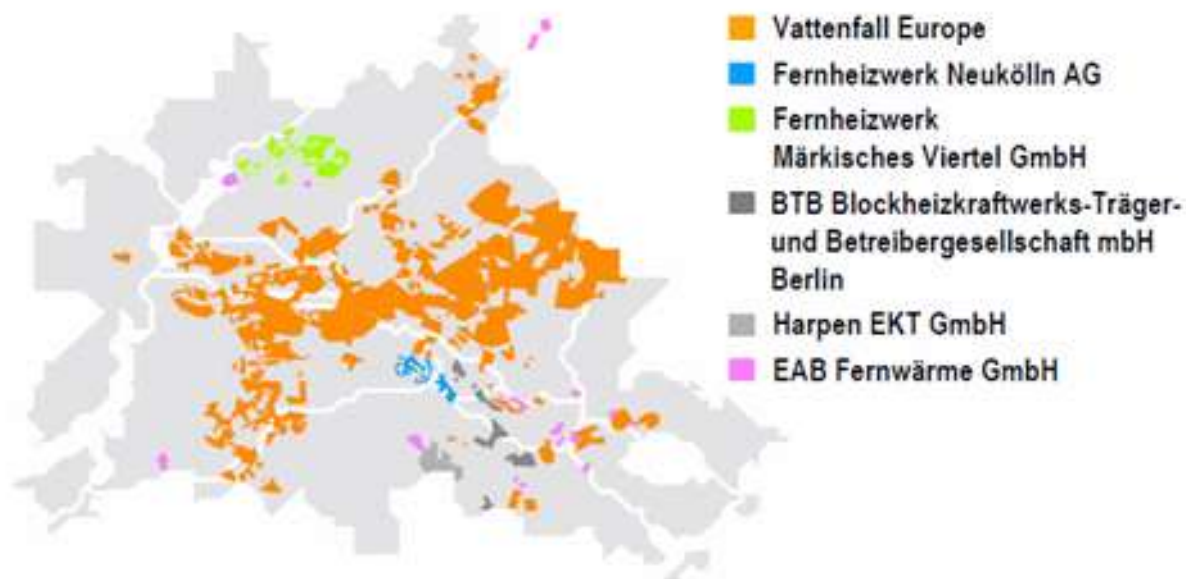 Vattenfall Europe
Fernheizwerk Neukölln AG
Fernheizwerk
Märkisches Viertel GmbH
BTB Blockheizkraftwerks-Träger-
und Betreibergesellschaft mbH
Berlin
Harpen EKT GmbH
EAB Fernwärme GmbH